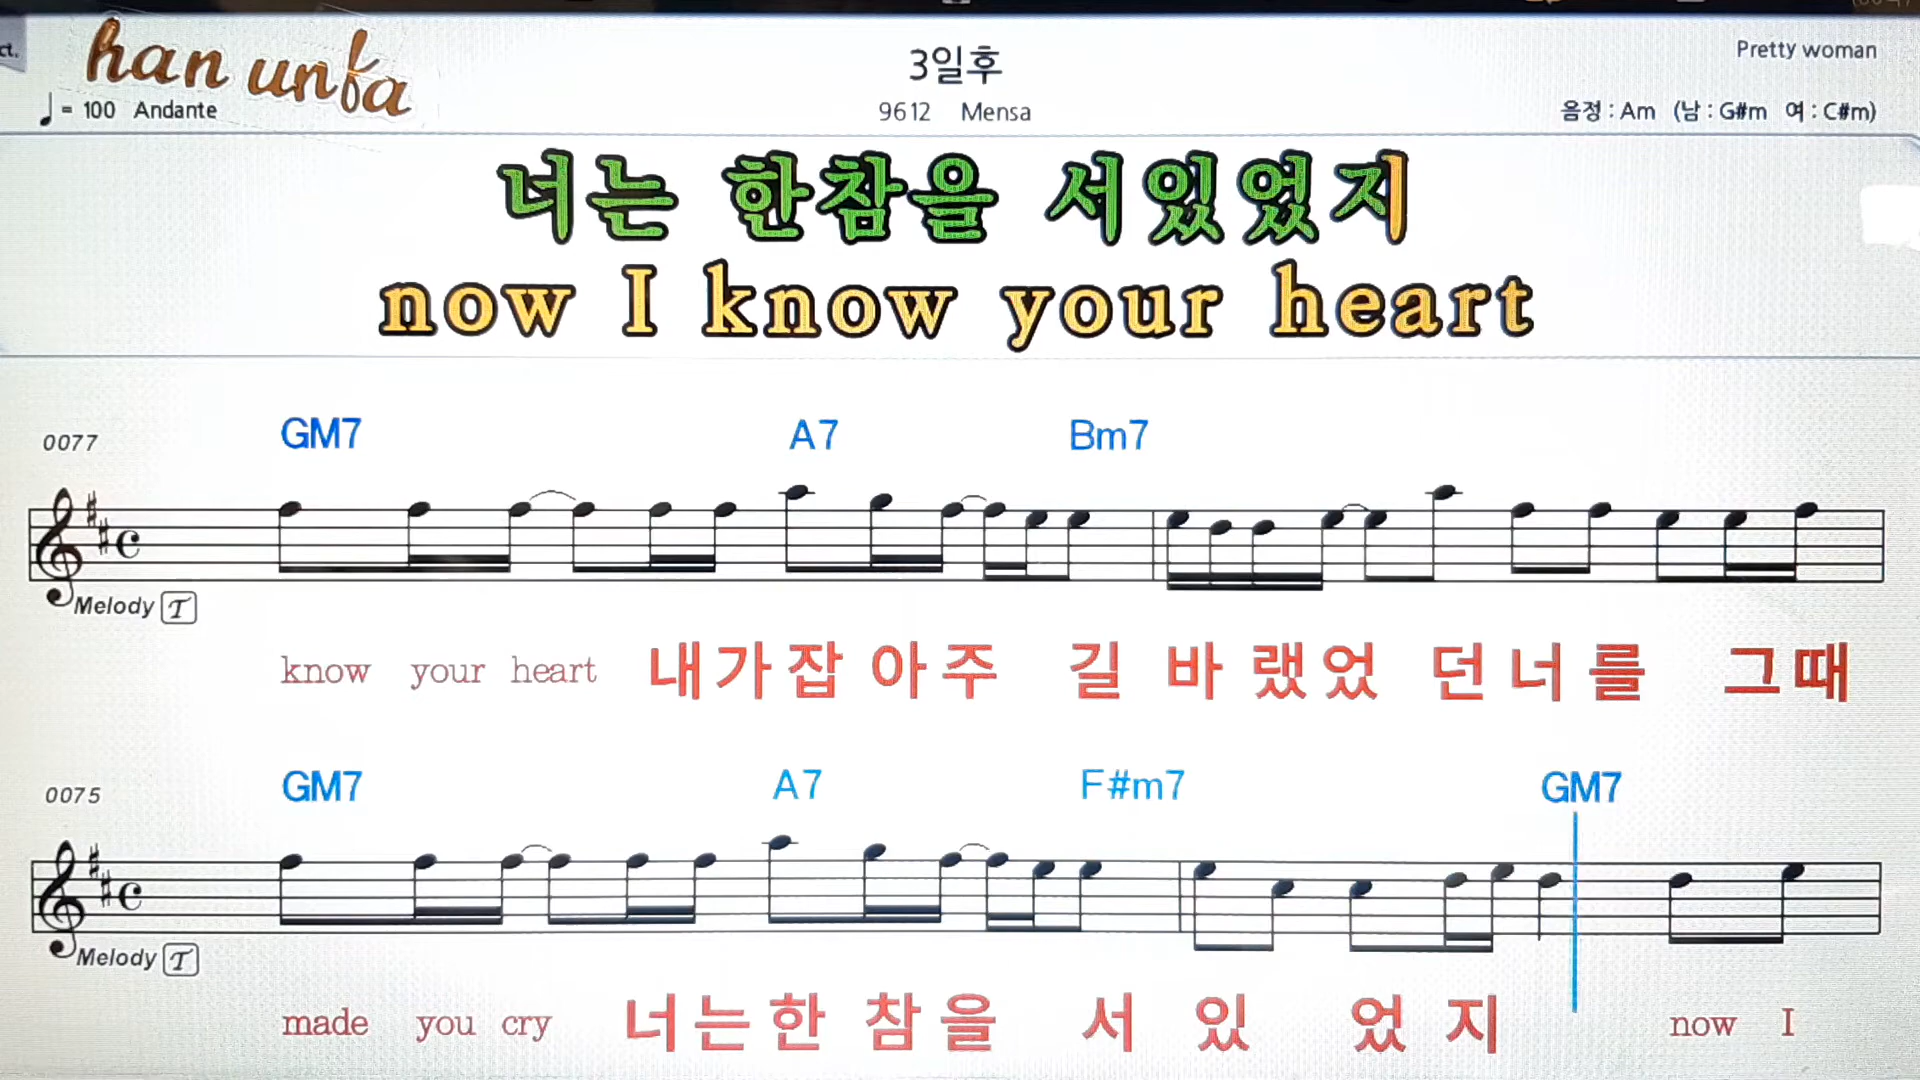 ct.
han unfa
3일후
Pretty woman
♩ = 100 Andante
9612 Mensa
음정 : Am (남 : G#m 여 : C#m)
너는 한참을 서있었지
now I know your heart
0077 GM7 A7 Bm7
Melody T
know your heart 내가잡아주 길 바랬었 던너를 그때
0075 GM7 A7 F#m7 GM7
Melody T
made you cry 너는한 참을 서 있 었지 now I